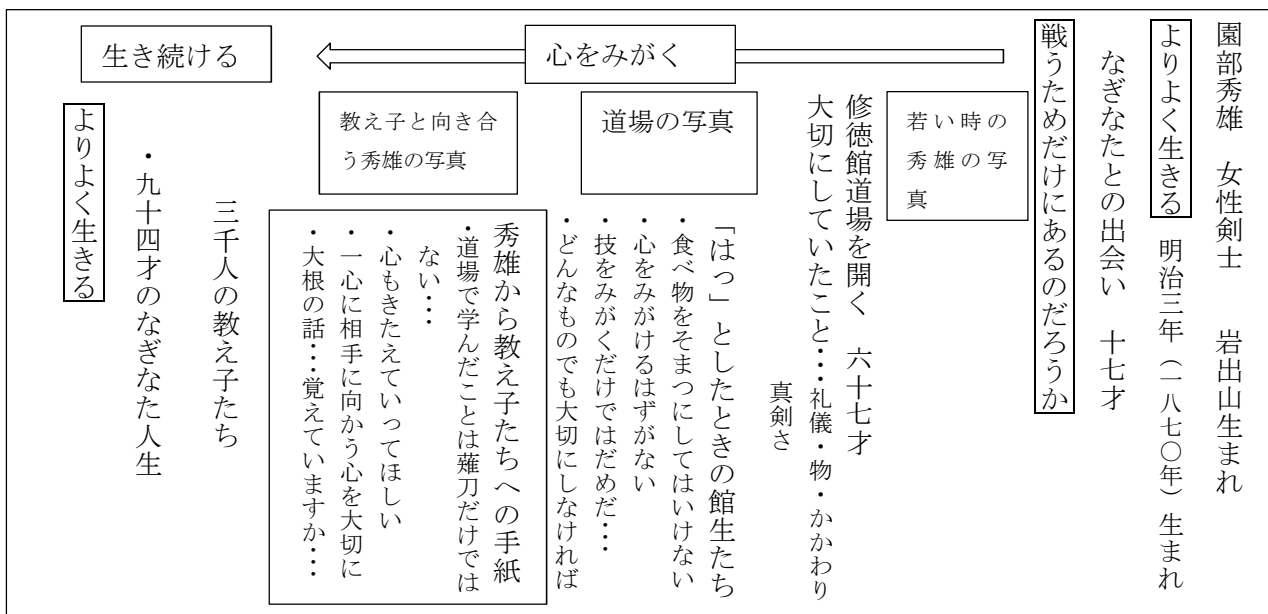 園部秀雄　女性剣士　　岩出山生まれ
よりよく生きる　明治三年（一八七〇年）生まれ
なぎなたとの出会い　十七才
戦うためだけにあるのだろうか
若い時の
秀雄の写
真
心をみがく
修徳館道場を開く　六十七才
大切にしていたこと・・・礼儀・物・かかわり
真剣さ
道場の写真
「はっ」としたときの館生たち
・食べ物をそまつにしてはいけない
・心をみがけるはずがない
・技をみがくだけではだめだ・・・
・どんなものでも大切にしなければ
教え子と向き合
う秀雄の写真
秀雄から教え子たちへの手紙
・道場で学んだことは薙刀だけでは
ない・・・
・心もきたえていってほしい
・一心に相手に向かう心を大切に
・大根の話・・・覚えていますか・・・
生き続ける
三千人の教え子たち
・九十四才のなぎなた人生
よりよく生きる